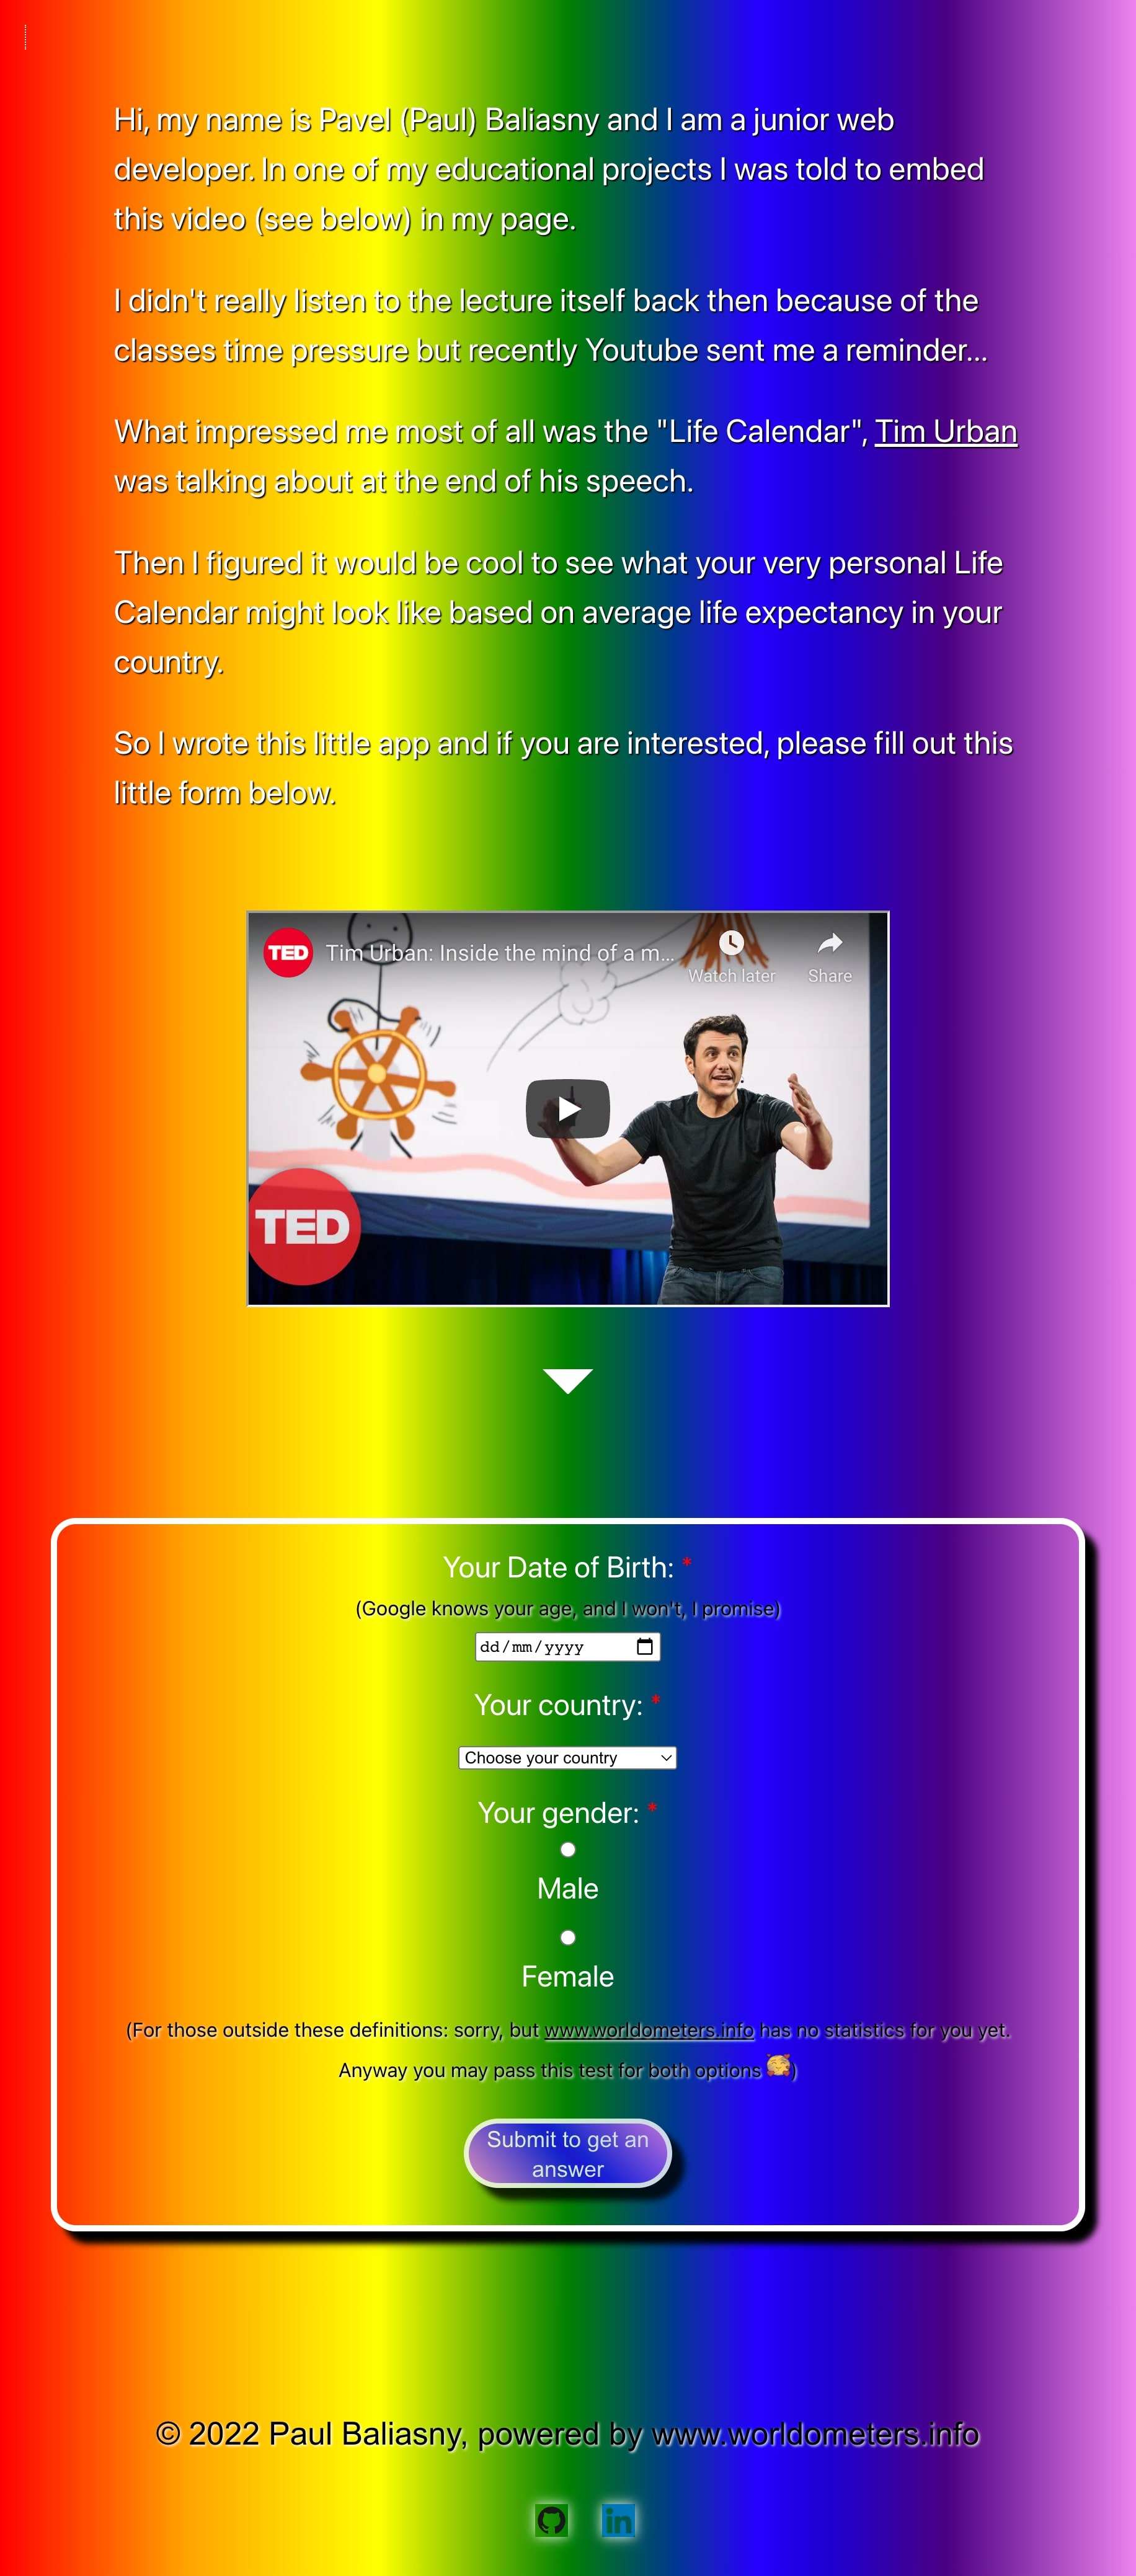 Hi, my name is Pavel (Paul) Baliasny and I am a junior web
developer. In one of my educational projects I was told to embed
this video (see below) in my page.
I didn't really listen to the lecture itself back then because of the
classes time pressure but recently Youtube sent me a reminder...
What impressed me most of all was the "Life Calendar", Tim Urban
was talking about at the end of his speech.
Then I figured it would be cool to see what your very personal Life
Calendar might look like based on average life expectancy in your
country.
So I wrote this little app and if you are interested, please fill out this
little form below.
TED Tim Urban: Inside the mind of a m...
Watch later
Share
TED
Your Date of Birth: *
(Google knows your age, and I won't, I promise)
dd/mm/yyyy
Your country: *
Choose your country
Your gender: *
Male
Female
(For those outside these definitions: sorry, but www.worldometers.info has no statistics for you yet.
Anyway you may pass this test for both options 🥰)
Submit to get an
answer
© 2022 Paul Baliasny, powered by www.worldometers.info
in